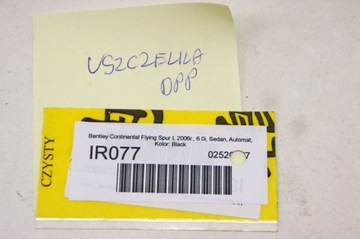 USZCZELKA
DPP
Bentley Continental Flying Spur I, 2006r., 6.0i, Sedan, Automat,
Kolor: Black
IR077
CZYSTY